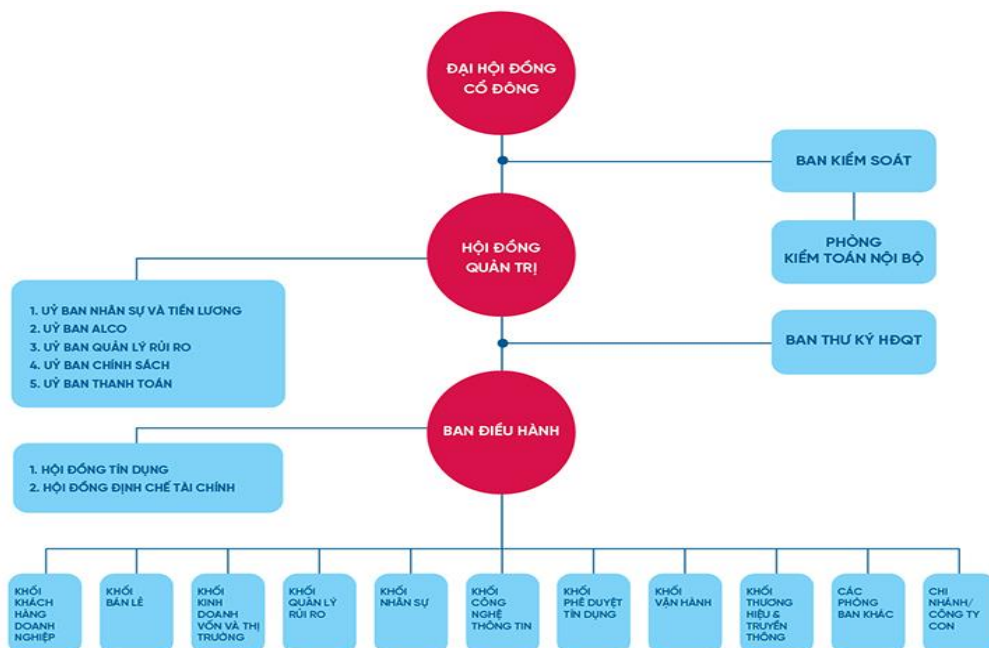 ĐẠI HỘI ĐỒNG
CỔ ĐÔNG
BAN KIỂM SOÁT
PHÒNG
KIỂM TOÁN NỘI BỘ
HỘI ĐỒNG
QUẢN TRỊ
1. UỶ BAN NHÂN SỰ VÀ TIỀN LƯƠNG
2. UỶ BAN ALCO
3. UỶ BAN QUẢN LÝ RỦI RO
4. UỶ BAN CHÍNH SÁCH
5. UỶ BAN THANH TOÁN
BAN THƯ KÝ HĐQT
BAN ĐIỀU HÀNH
1. HỘI ĐỒNG TÍN DỤNG
2. HỘI ĐỒNG ĐỊNH CHẾ TÀI CHÍNH
KHỐI
KHÁCH
HÀNG
DOANH
NGHIỆP
KHỐI
BÁN LẺ
KHỐI
KINH
DOANH
VỐN VÀ THỊ
TRƯỜNG
KHỐI
QUẢN LÝ
RỦI RO
KHỐI
NHÂN SỰ
KHỐI
CÔNG
NGHỆ
THÔNG TIN
KHỐI
PHÊ DUYỆT
TÍN DỤNG
KHỐI
VẬN HÀNH
KHỐI
THƯƠNG
HIỆU &
TRUYỀN
THÔNG
CÁC
PHÒNG
BAN KHÁC
CHI
NHÁNH/
CÔNG TY
CON